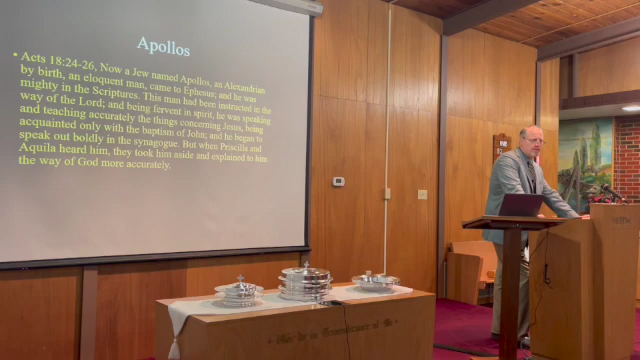 Apollos
• Acts 18:24-26, Now a Jew named Apollos, an Alexandrian
by birth, an eloquent man, came to Ephesus; and he was
mighty in the Scriptures. This man had been instructed in the
way of the Lord; and being fervent in spirit, he was speaking
and teaching accurately the things concerning Jesus, being
acquainted only with the baptism of John; and he began to
speak out boldly in the synagogue. But when Priscilla and
Aquila heard him, they took him aside and explained to him
the way of God more accurately.